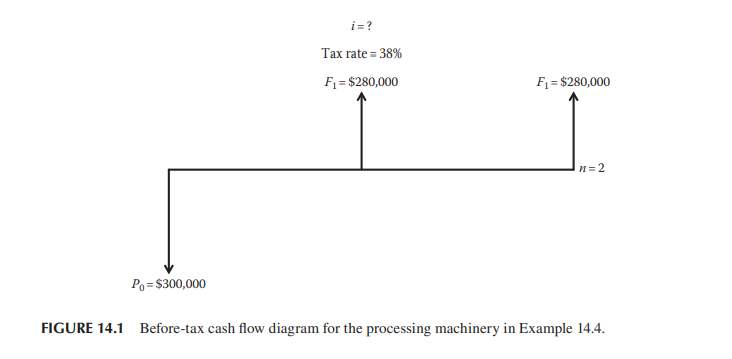 i = ?
Tax rate = 38%
F₁ = $280,000
F₁ = $280,000
n = 2
P₀ = $300,000
FIGURE 14.1 Before-tax cash flow diagram for the processing machinery in Example 14.4.